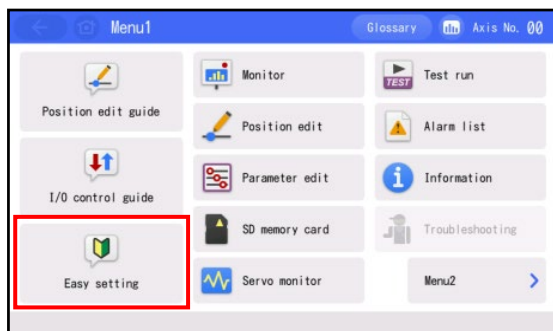 Menu1
Glossary
Axis No. 00
Position edit guide
I/O control guide
Easy setting
Monitor
Position edit
Parameter edit
SD memory card
Servo monitor
TEST
Test run
Alarm list
Information
Troubleshooting
Menu2